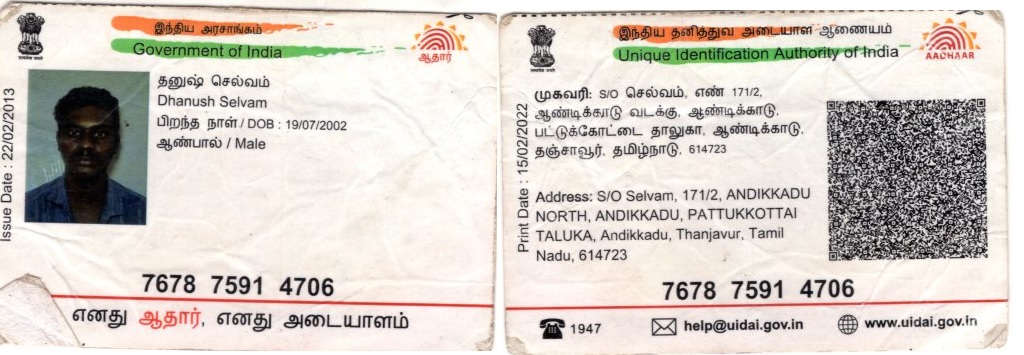 இந்திய அரசாங்கம்
Government of India
ஆதார்
தனுஷ் செல்வம்
Dhanush Selvam
பிறந்த நாள் / DOB : 19/07/2002
ஆண்பால் / Male
Issue Date : 22/02/2013
7678 7591 4706
எனது ஆதார், எனது அடையாளம்
இந்திய தனித்துவ அடையாள ஆணையம்
Unique Identification Authority of India
AADHAAR
முகவரி: S/O செல்வம், எண் 171/2,
ஆண்டிக்காடு வடக்கு, ஆண்டிக்காடு,
பட்டுக்கோட்டை தாலுகா, ஆண்டிக்காடு,
தஞ்சாவூர், தமிழ்நாடு, 614723
Print Date : 15/02/2022
Address: S/O Selvam, 171/2, ANDIKKADU
NORTH, ANDIKKADU, PATTUKKOTTAI
TALUKA, Andikkadu, Thanjavur, Tamil
Nadu, 614723
7678 7591 4706
1947
help@uidai.gov.in
www.uidai.gov.in